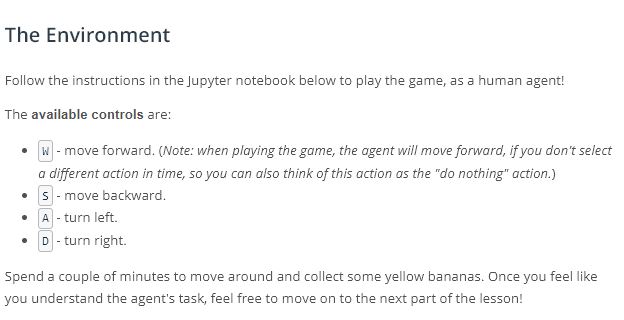 The Environment
Follow the instructions in the Jupyter notebook below to play the game, as a human agent!
The available controls are:
• W - move forward. (Note: when playing the game, the agent will move forward, if you don't select
a different action in time, so you can also think of this action as the "do nothing" action.)
• S - move backward.
• A - turn left.
• D - turn right.
Spend a couple of minutes to move around and collect some yellow bananas. Once you feel like
you understand the agent's task, feel free to move on to the next part of the lesson!